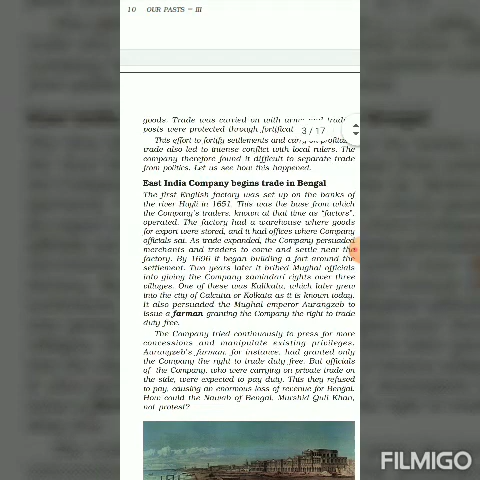 10 OUR PASTS – III
goods. Trade was carried on with arms and trading
posts were protected through
3 / 17
This effort to fortify settlements and carry on profitable
trade also led to intense conflict with local rulers. The
company therefore found it difficult to separate trade
from politics. Let us see how this happened.
East India Company begins trade in Bengal
The first English factory was set up on the banks of
the river Hugli in 1651. This was the base from which
the Company's traders, known at that time as "factors",
operated. The factory had a warehouse where goods
for export were stored, and it had offices where Company
officials sat. As trade expanded, the Company persuaded
merchants and traders to come and settle near the
factory. By 1696 it began building a fort around the
settlement. Two years later it bribed Mughal officials
into giving the Company zamindari rights over three
villages. One of these was Kalikata, which later grew
into the city of Calcutta or Kolkata as it is known today.
It also persuaded the Mughal emperor Aurangzeb to
issue a farman granting the Company the right to trade
duty free.
The Company tried continuously to press for more
concessions and manipulate existing privileges.
Aurangzeb's farman, for instance, had granted only
the Company the right to trade duty free. But officials
of the Company, who were carrying on private trade
on the side, were expected to pay duty. This they refused
to pay, causing an enormous loss of revenue for Bengal.
How could the Nawab of Bengal, Murshid Quli Khan,
not protest?
FILMIGO